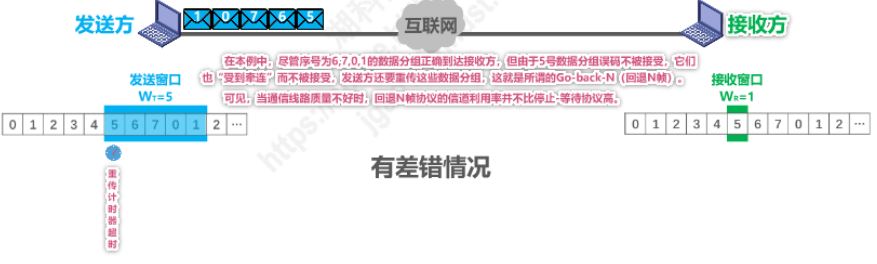 发送方
1 0 7 6 5
互联网
接收方
在本例中，尽管序号为6,7,0,1的数据分组正确到达接收方，但由于5号数据分组误码不被接受，它们
也“受到牵连”而不被接受，发送方还要重传这些数据分组，这就是所谓的Go-back-N（回退N帧）。
可见，当通信线路质量不好时，回退N帧协议的信道利用率并不比停止-等待协议高。
发送窗口
WT=5
接收窗口
WR=1
0 1 2 3 4 5 6 7 0 1 2 ...
0 1 2 3 4 5 6 7 0 1 2 ...
重传计时器超时
有差错情况